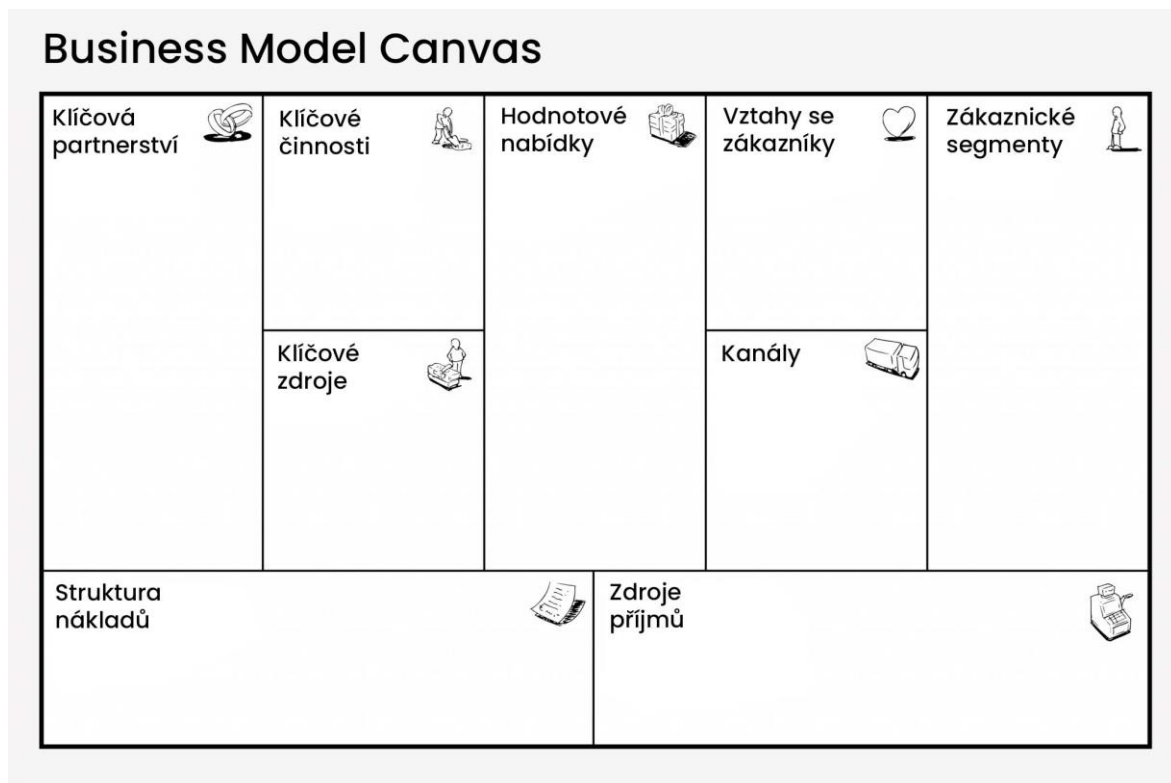 Business Model Canvas
Klíčová
partnerství
Klíčové
činnosti
Hodnotové
nabídky
Vztahy se
zákazníky
Zákaznické
segmenty
Klíčové
zdroje
Kanály
Struktura
nákladů
Zdroje
příjmů